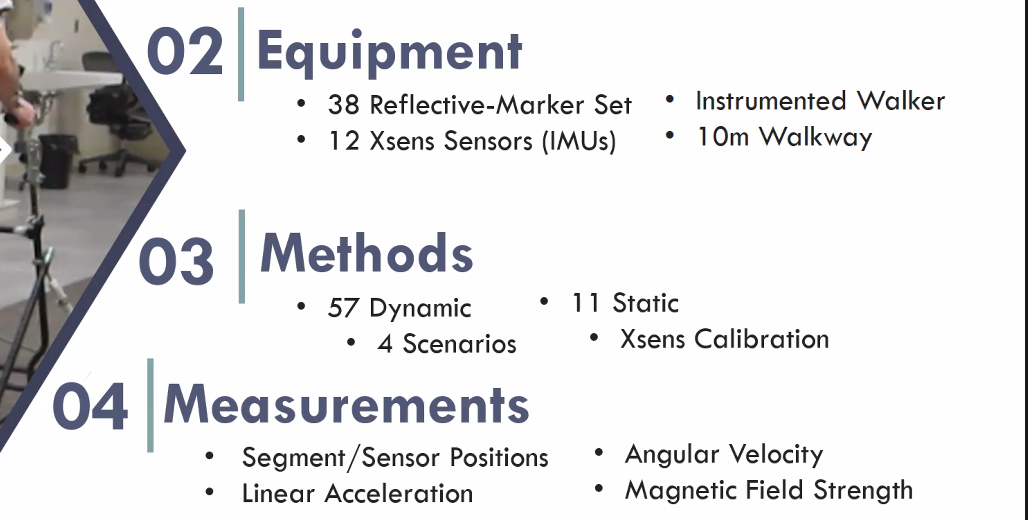 02 Equipment
• 38 Reflective-Marker Set
• 12 Xsens Sensors (IMUs)
• Instrumented Walker
• 10m Walkway
03 Methods
• 57 Dynamic
• 4 Scenarios
• 11 Static
• Xsens Calibration
04 Measurements
• Segment/Sensor Positions
• Linear Acceleration
• Angular Velocity
• Magnetic Field Strength